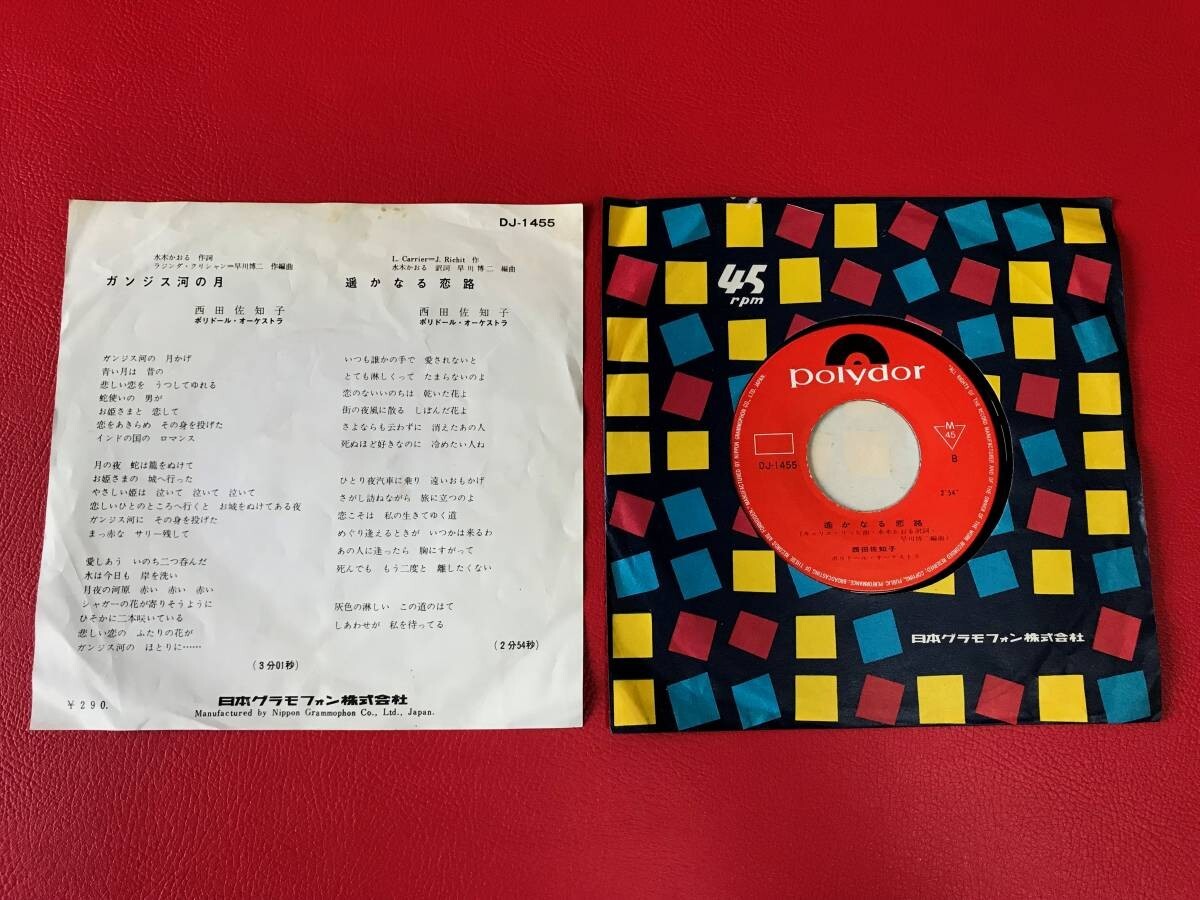 DJ-1455
水木かおる 作詞
ラジンダ・クリシャン=早川博二 作編曲
ガンジス河の月
西田佐知子
ポリドール・オーケストラ
ガンジス河の 月かげ
青い月は 昔の
悲しい恋を うつしてゆれる
蛇使いの 男が
お姫さまと 恋して
恋をあきらめ その身を投げた
インドの国の ロマンス
月の夜 蛇は籠をぬけて
お姫さまの 城へ行った
やさしい姫は 泣いて 泣いて 泣いて
悲しいひとのところへ行くと お城をぬけてある夜
ガンジス河に その身を投げた
まっ赤な サリー残して
愛しあう いのち二つ呑んだ
水は今日も 岸を洗い
月夜の河原 赤い 赤い 赤い
シャガーの花が寄りそうように
ひそかに二本咲いている
悲しい恋の ふたりの花が
ガンジス河の ほとりに……
(3分01秒)
L. Carrier=J. Richit 作
水木かおる 訳詞 早川博二 編曲
遥かなる恋路
西田佐知子
ポリドール・オーケストラ
いつも誰かの手で 愛されないと
とても淋しくって たまらないのよ
恋のないいのちは 乾いた花よ
街の夜風に散る しぼんだ花よ
さよならも云わずに 消えたあの人
死ぬほど好きなのに 冷めたい人ね
ひとり夜汽車に乗り 遠いおもかげ
さがし訪ねながら 旅に立つのよ
恋こそは 私の生きてゆく道
めぐり逢えるときが いつかは来るわ
あの人に逢ったら 胸にすがって
死んでも もう二度と 離したくない
灰色の淋しい この道のはて
しあわせが 私を待ってる
(2分54秒)
¥290.
日本グラモフォン株式会社
Manufactured by Nippon Grammophon Co., Ltd., Japan.
45
rpm
polydor
DJ-1455
M
45
B
2'54"
遥かなる恋路
早川博二編曲)
西田佐知子
ポリドール・オーケストラ
日本グラモフォン株式会社